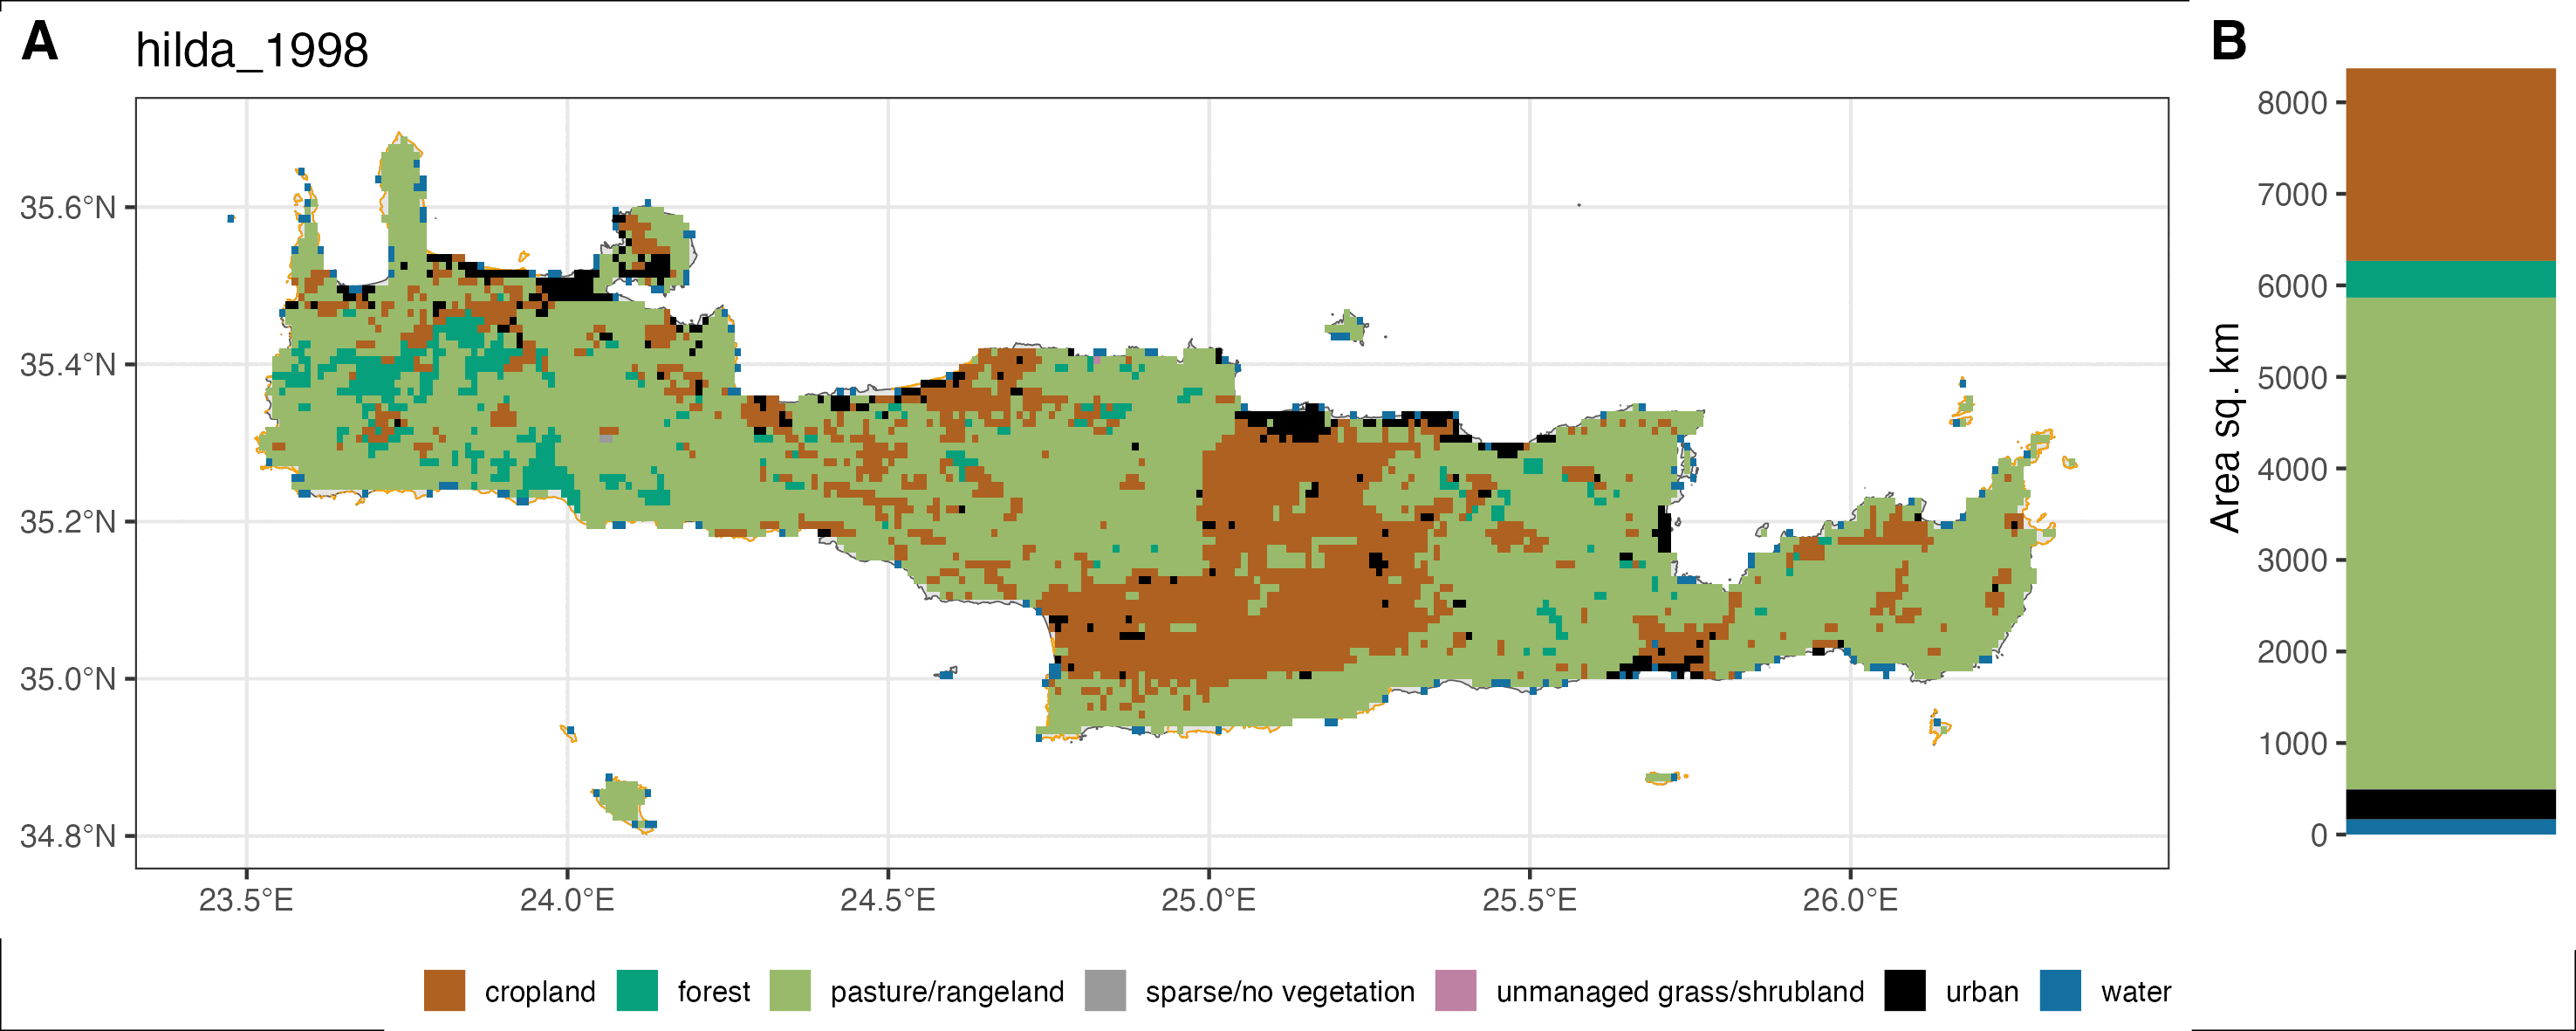 A
hilda_1998
35.6°N
35.4°N
35.2°N
35.0°N
34.8°N
23.5°E
24.0°E
24.5°E
25.0°E
25.5°E
26.0°E
B
Area sq. km
8000
7000
6000
5000
4000
3000
2000
1000
0
cropland forest pasture/rangeland sparse/no vegetation unmanaged grass/shrubland urban water